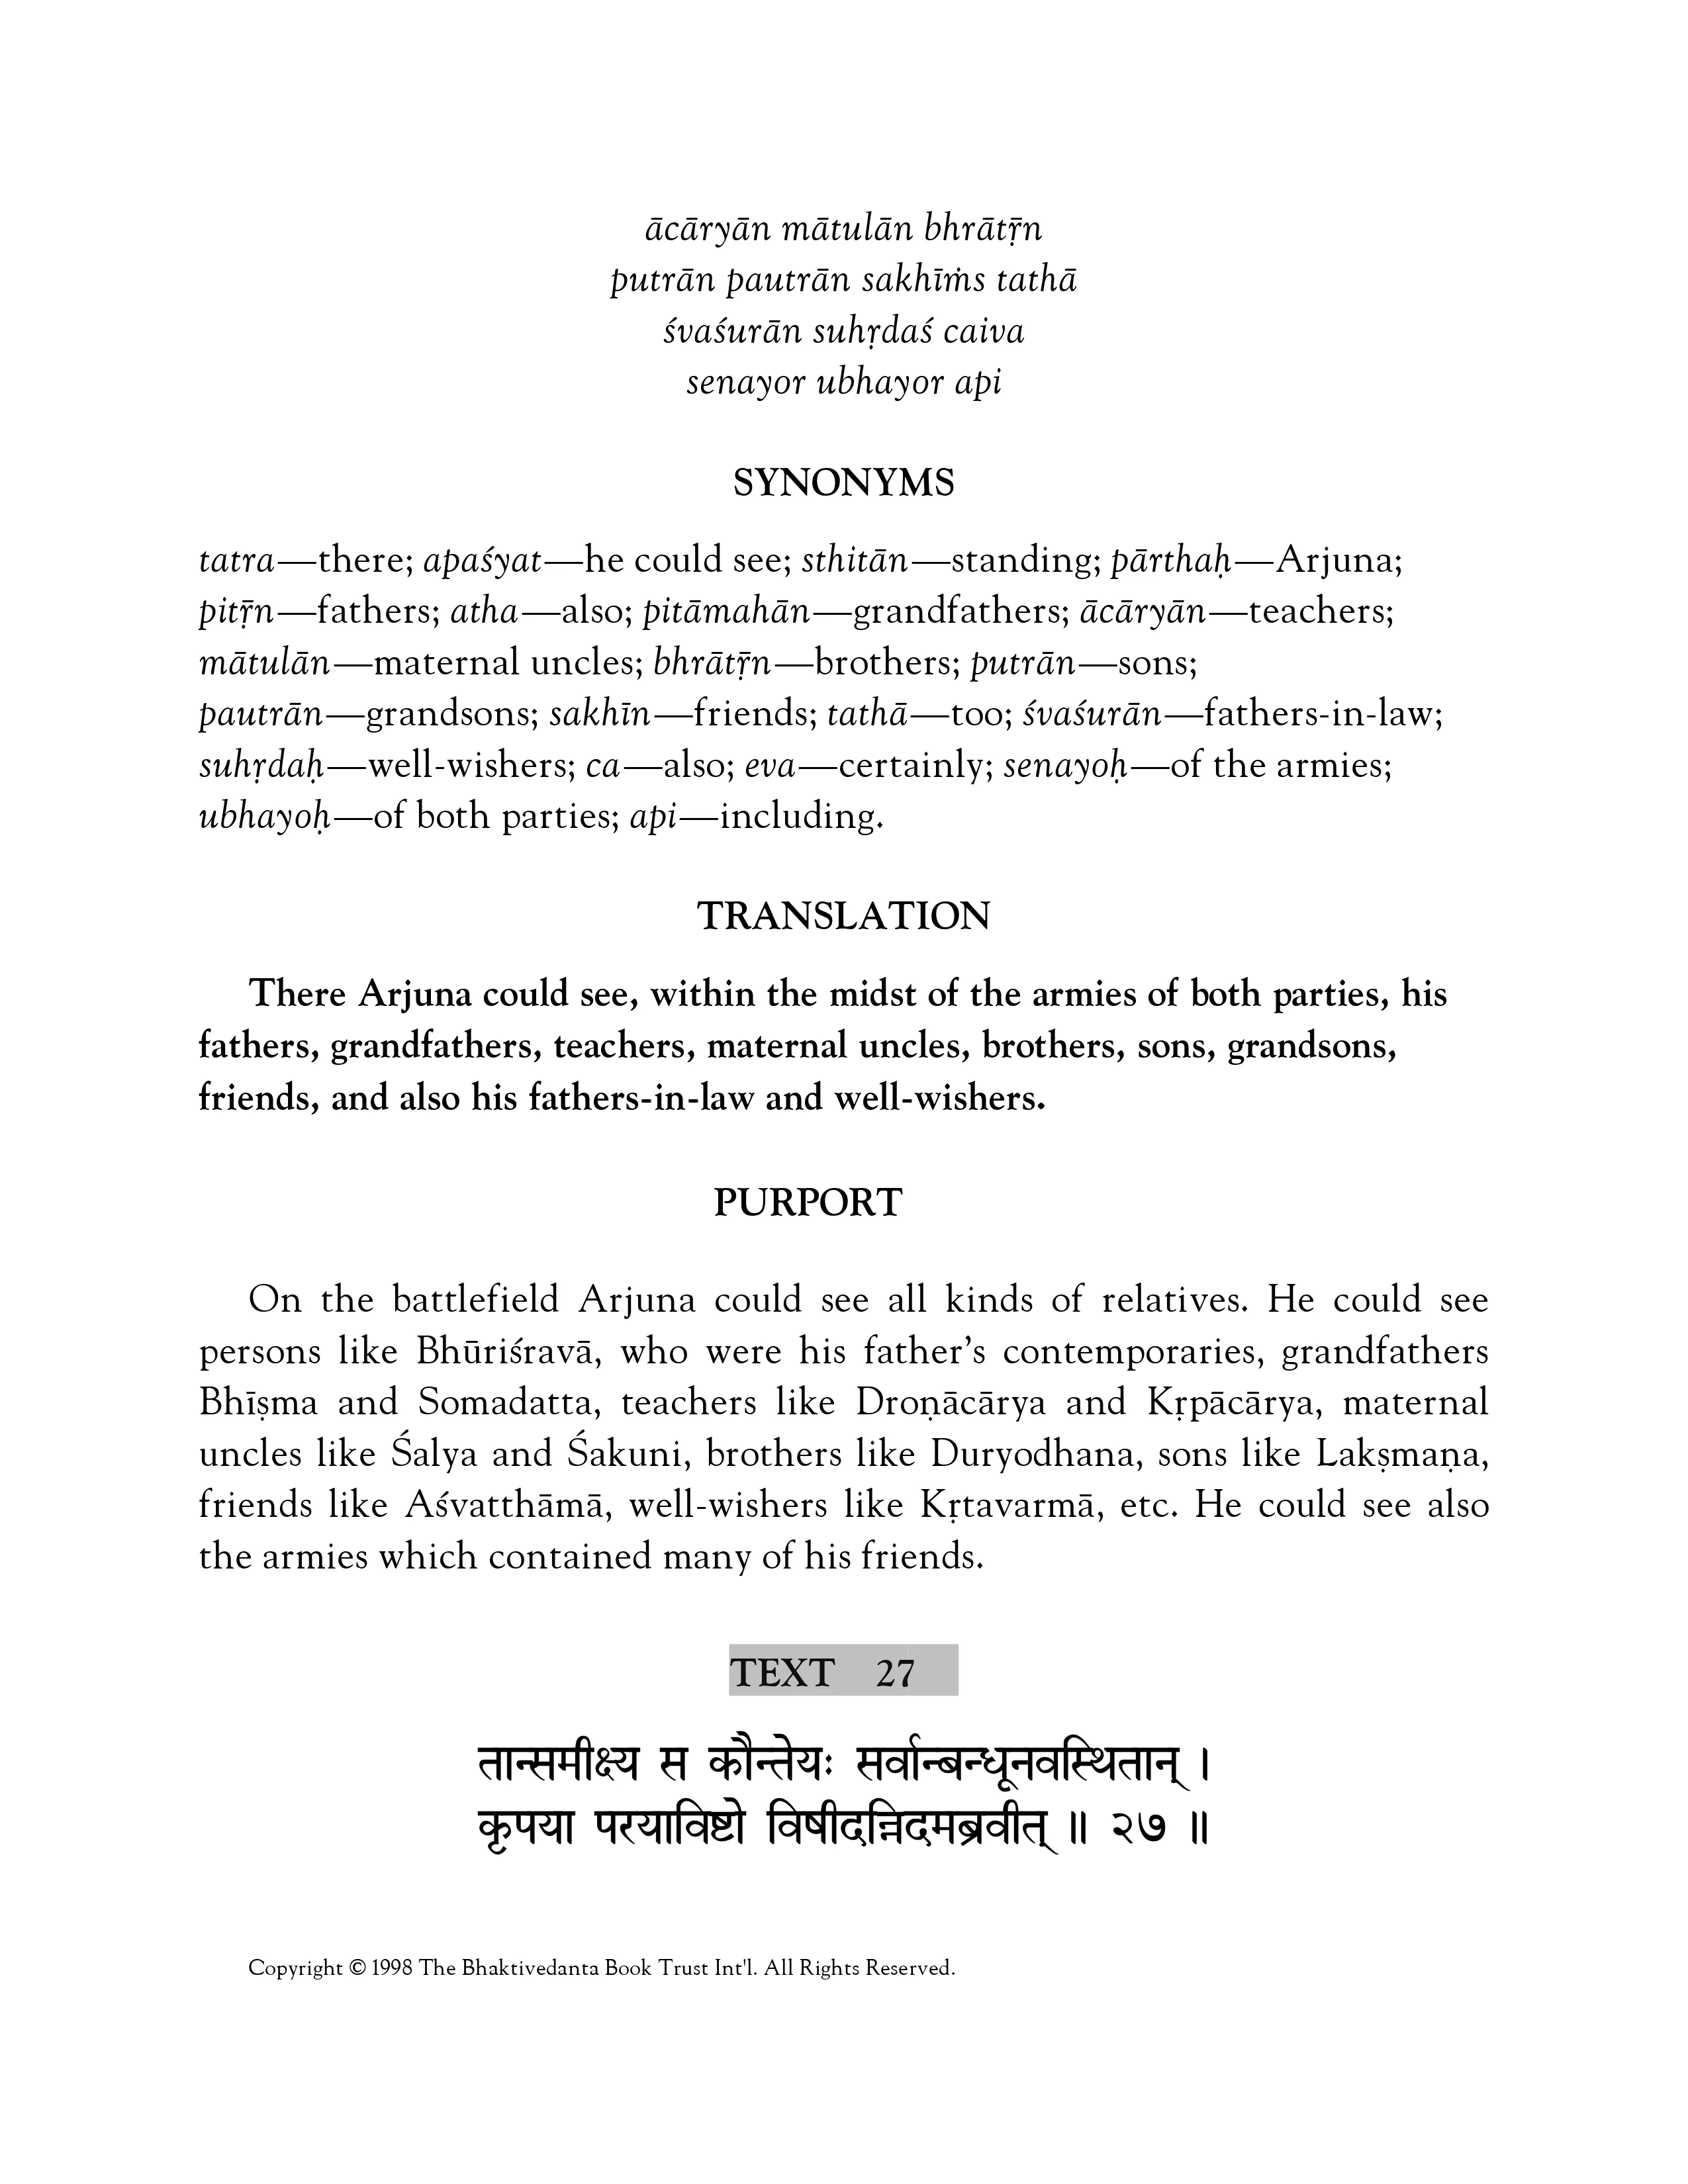 ācāryān mātulān bhrātṝn
putrān pautrān sakhīṁs tathā
śvaśurān suhṛdaś caiva
senayor ubhayor api
SYNONYMS
tatra—there; apaśyat—he could see; sthitān—standing; pārthaḥ—Arjuna;
pitṝn—fathers; atha—also; pitāmahān—grandfathers; ācāryān—teachers;
mātulān—maternal uncles; bhrātṝn—brothers; putrān—sons;
pautrān—grandsons; sakhīn—friends; tathā—too; śvaśurān—fathers-in-law;
suhṛdaḥ—well-wishers; ca—also; eva—certainly; senayoḥ—of the armies;
ubhayoḥ—of both parties; api—including.
TRANSLATION
There Arjuna could see, within the midst of the armies of both parties, his
fathers, grandfathers, teachers, maternal uncles, brothers, sons, grandsons,
friends, and also his fathers-in-law and well-wishers.
PURPORT
On the battlefield Arjuna could see all kinds of relatives. He could see
persons like Bhūriśravā, who were his father's contemporaries, grandfathers
Bhīṣma and Somadatta, teachers like Droṇācārya and Kṛpācārya, maternal
uncles like Śalya and Śakuni, brothers like Duryodhana, sons like Lakṣmaṇa,
friends like Aśvatthāmā, well-wishers like Kṛtavarmā, etc. He could see also
the armies which contained many of his friends.
TEXT 27
तान्समीक्ष्य स कौन्तेयः सर्वान्बन्धूनवस्थितान् ।
कृपया परयाविष्टो विषीदन्निदमब्रवीत् ॥ २७ ॥
Copyright © 1998 The Bhaktivedanta Book Trust Int'l. All Rights Reserved.